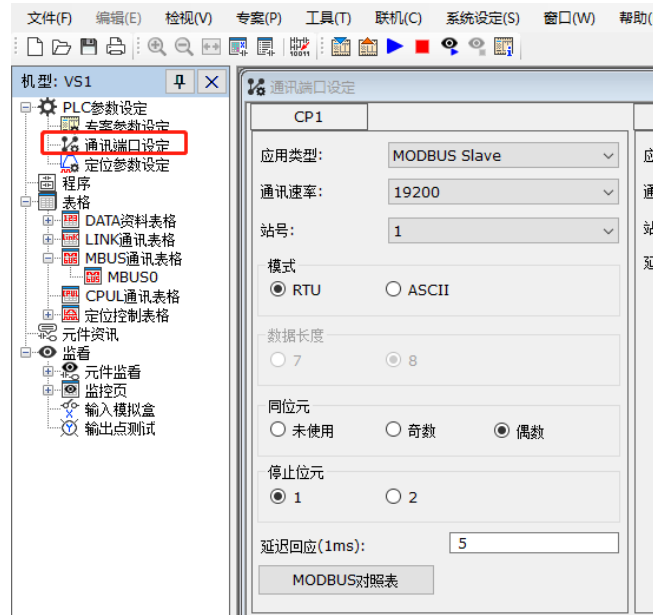 文件(F) 编辑(E) 检视(V) 专案(P) 工具(T) 联机(C) 系统设定(S) 窗口(W) 帮助(
机型: VS1
PLC参数设定
专案参数设定
通讯端口设定
定位参数设定
程序
表格
DATA资料表格
LINK通讯表格
MBUS通讯表格
MBUS0
CPUL通讯表格
定位控制表格
元件资讯
监看
元件监看
监控页
输入模拟盒
输出点测试
通讯端口设定
CP1
应用类型: MODBUS Slave
通讯速率: 19200
站号: 1
模式
RTU ASCII
数据长度
7 8
同位元
未使用 奇数 偶数
停止位元
1 2
延迟回应(1ms): 5
MODBUS对照表